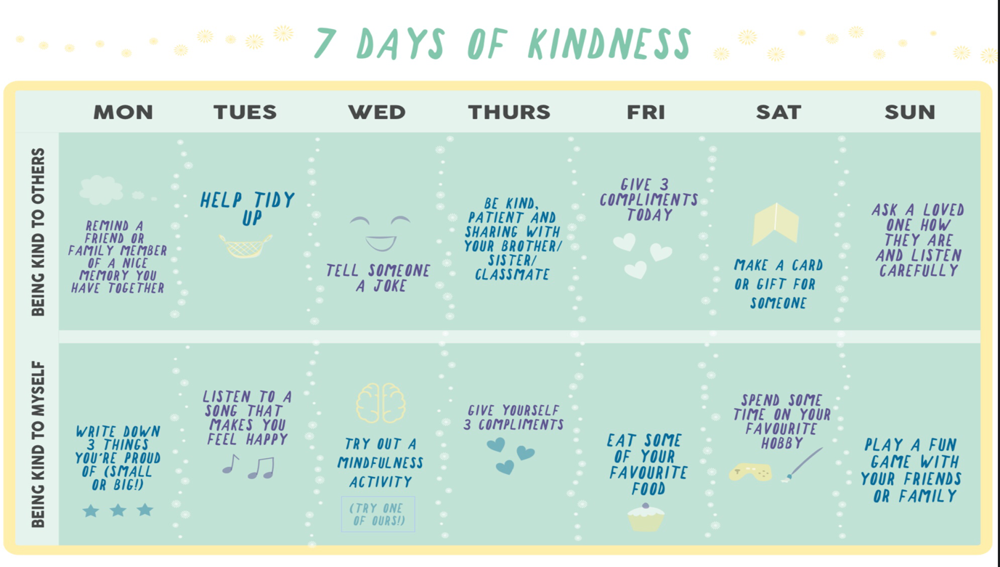 7 DAYS OF KINDNESS
MON TUES WED THURS FRI SAT SUN
BEING KIND TO OTHERS
REMIND A
FRIEND OR
FAMILY MEMBER
OF A NICE
MEMORY YOU
HAVE TOGETHER
HELP TIDY
UP
TELL SOMEONE
A JOKE
BE KIND,
PATIENT AND
SHARING WITH
YOUR BROTHER/
SISTER/
CLASSMATE
GIVE 3
COMPLIMENTS
TODAY
MAKE A CARD
OR GIFT FOR
SOMEONE
ASK A LOVED
ONE HOW
THEY ARE
AND LISTEN
CAREFULLY
BEING KIND TO MYSELF
WRITE DOWN
3 THINGS
YOU'RE PROUD
OF (SMALL
OR BIG!)
LISTEN TO A
SONG THAT
MAKES YOU
FEEL HAPPY
TRY OUT A
MINDFULNESS
ACTIVITY
(TRY ONE
OF OURS!)
GIVE YOURSELF
3 COMPLIMENTS
EAT SOME
OF YOUR
FAVOURITE
FOOD
SPEND SOME
TIME ON YOUR
FAVOURITE
HOBBY
PLAY A FUN
GAME WITH
YOUR FRIENDS
OR FAMILY